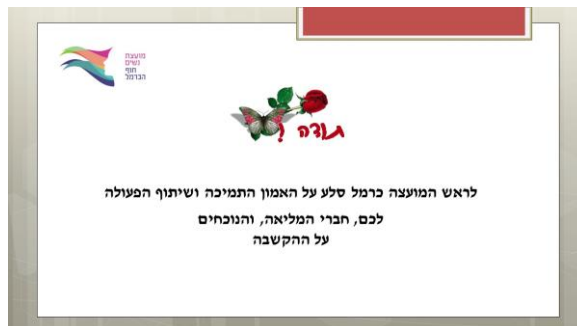 מועצת
נשים
חוף
הכרמל
תודה ?
לראש המועצה כרמל סלע על האמון התמיכה ושיתוף הפעולה
לכם, חברי המליאה, והנוכחים
על ההקשבה